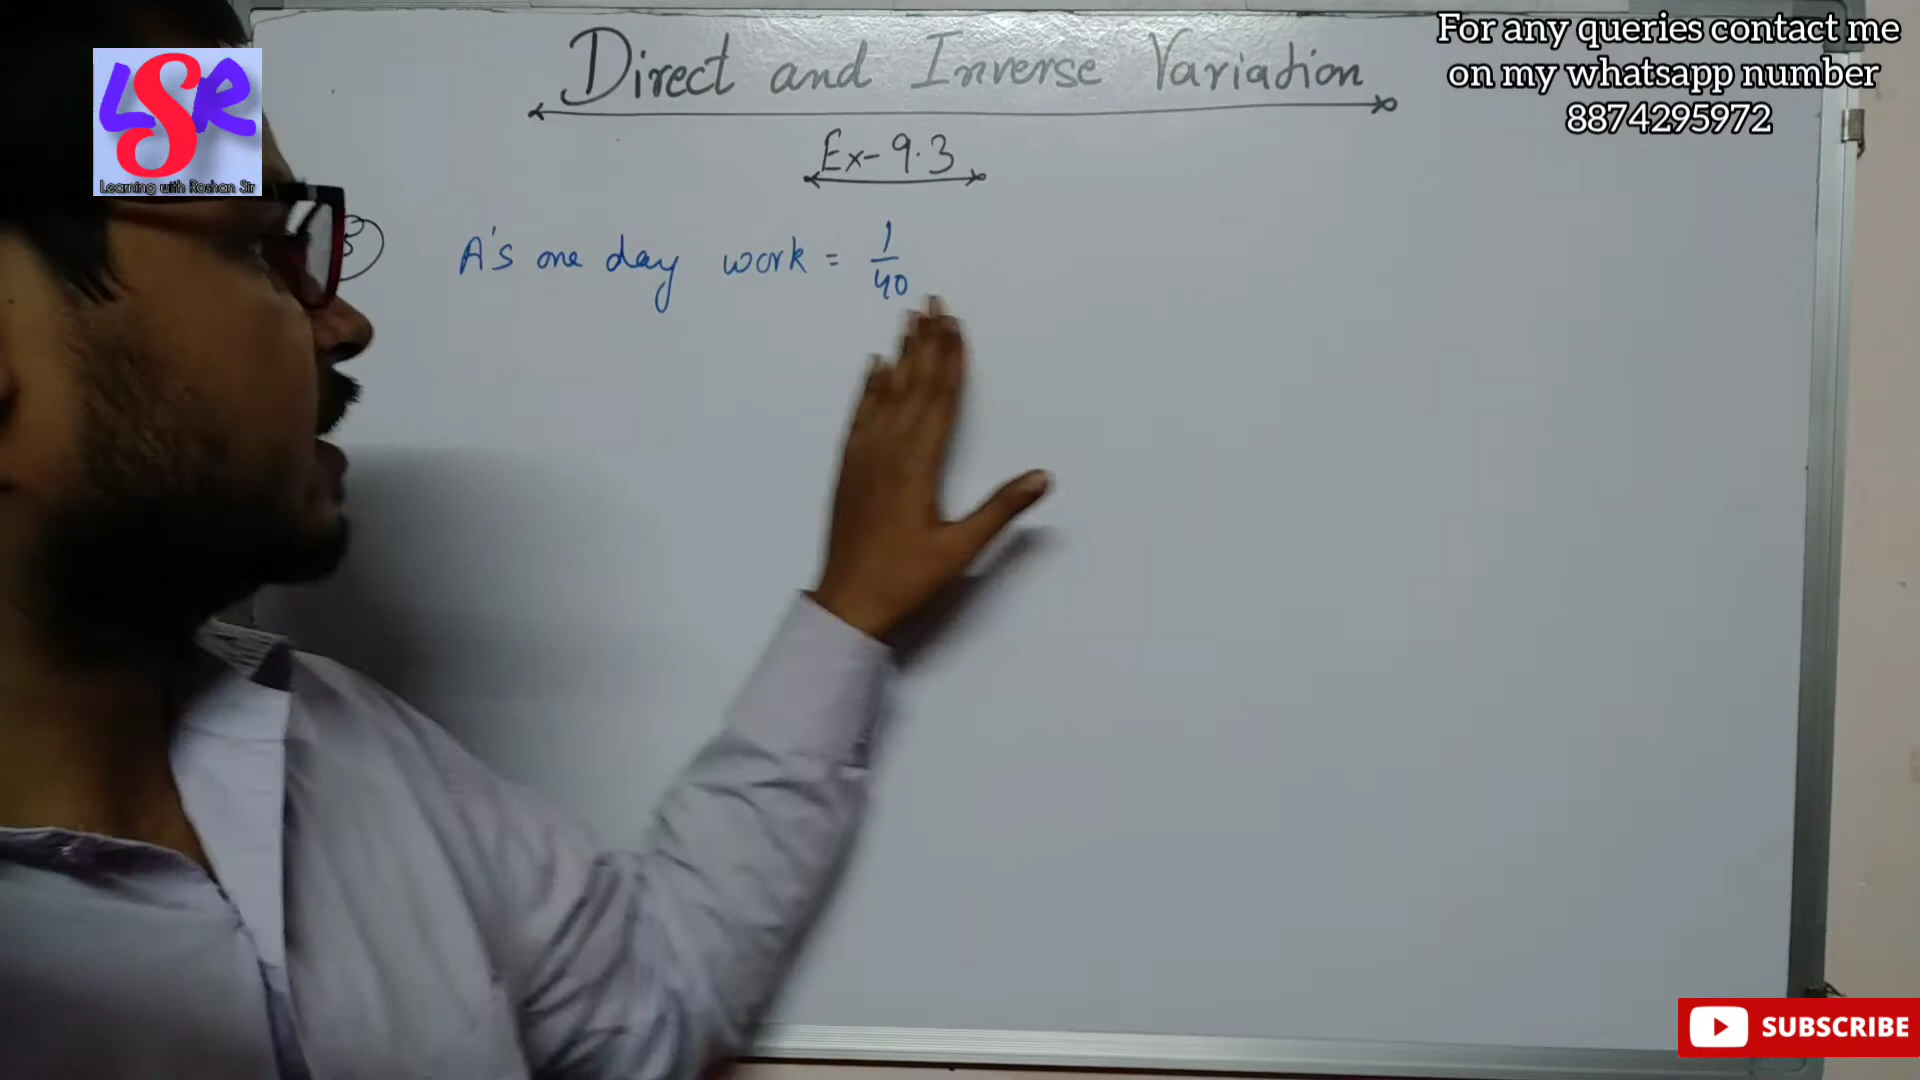 Direct and Inverse Variation
For any queries contact me
on my whatsapp number
8874295972
LSR
Learning with Roshan Sir
Ex-9.3
A's one day work = 1/40
SUBSCRIBE